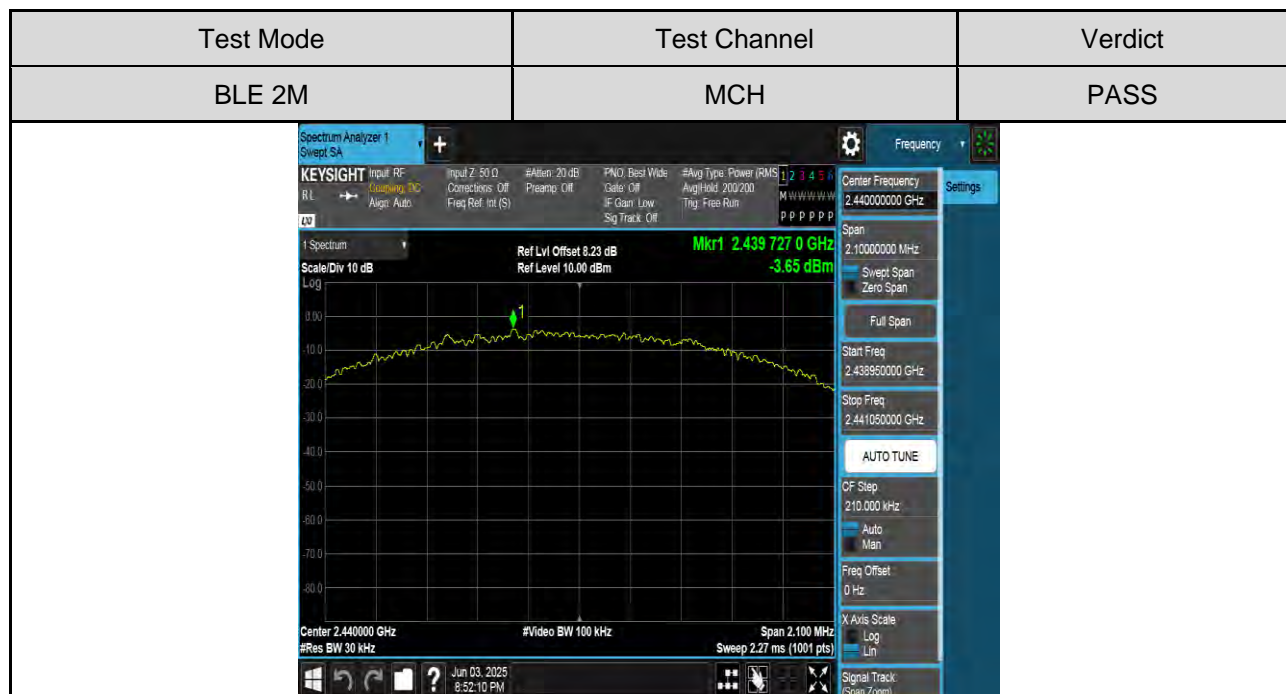 Test Mode Test Channel Verdict
BLE 2M MCH PASS
Spectrum Analyzer 1
Swept SA
+
Frequency
KEYSIGHT
RL
LXI
Input: RF
Coupling: DC
Align: Auto
Input Z: 50 Ω
Corrections: Off
Freq Ref: Int (S)
#Atten: 20 dB
Preamp: Off
PNO: Best Wide
Gate: Off
IF Gain: Low
Sig Track: Off
#Avg Type: Power (RMS
Avg|Hold: 200/200
Trig: Free Run
1 2 3 4 5 6
M W W W W W
P P P P P P
1 Spectrum
Scale/Div 10 dB
Ref Lvl Offset 8.23 dB
Ref Level 10.00 dBm
Mkr1 2.439 727 0 GHz
-3.65 dBm
Log
1
0.00
-10.0
-20.0
-30.0
-40.0
-50.0
-60.0
-70.0
-80.0
Center 2.440000 GHz
#Res BW 30 kHz
#Video BW 100 kHz
Span 2.100 MHz
Sweep 2.27 ms (1001 pts)
Settings
Center Frequency
2.440000000 GHz
Span
2.10000000 MHz
Swept Span
Zero Span
Full Span
Start Freq
2.438950000 GHz
Stop Freq
2.441050000 GHz
AUTO TUNE
CF Step
210.000 kHz
Auto
Man
Freq Offset
0 Hz
X Axis Scale
Log
Lin
Signal Track
(Span Zoom)
?
Jun 03, 2025
8:52:10 PM